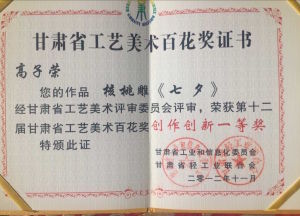 甘肃省工艺美术百花奖证书
高子荣
您的作品 核桃雕《七夕》
经甘肃省工艺美术评审委员会评审，荣获第十二
届甘肃省工艺美术百花奖创作创新一等奖
特颁此证
甘肃省工业和信息化委员会
甘肃省轻工业联合会
二〇一二年十一月